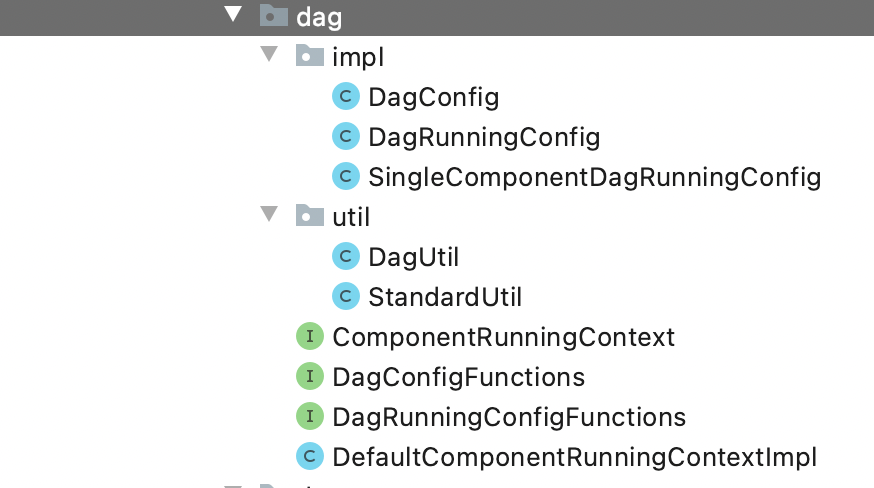 dag
impl
C DagConfig
C DagRunningConfig
C SingleComponentDagRunningConfig
util
C DagUtil
C StandardUtil
I ComponentRunningContext
I DagConfigFunctions
I DagRunningConfigFunctions
C DefaultComponentRunningContextImpl